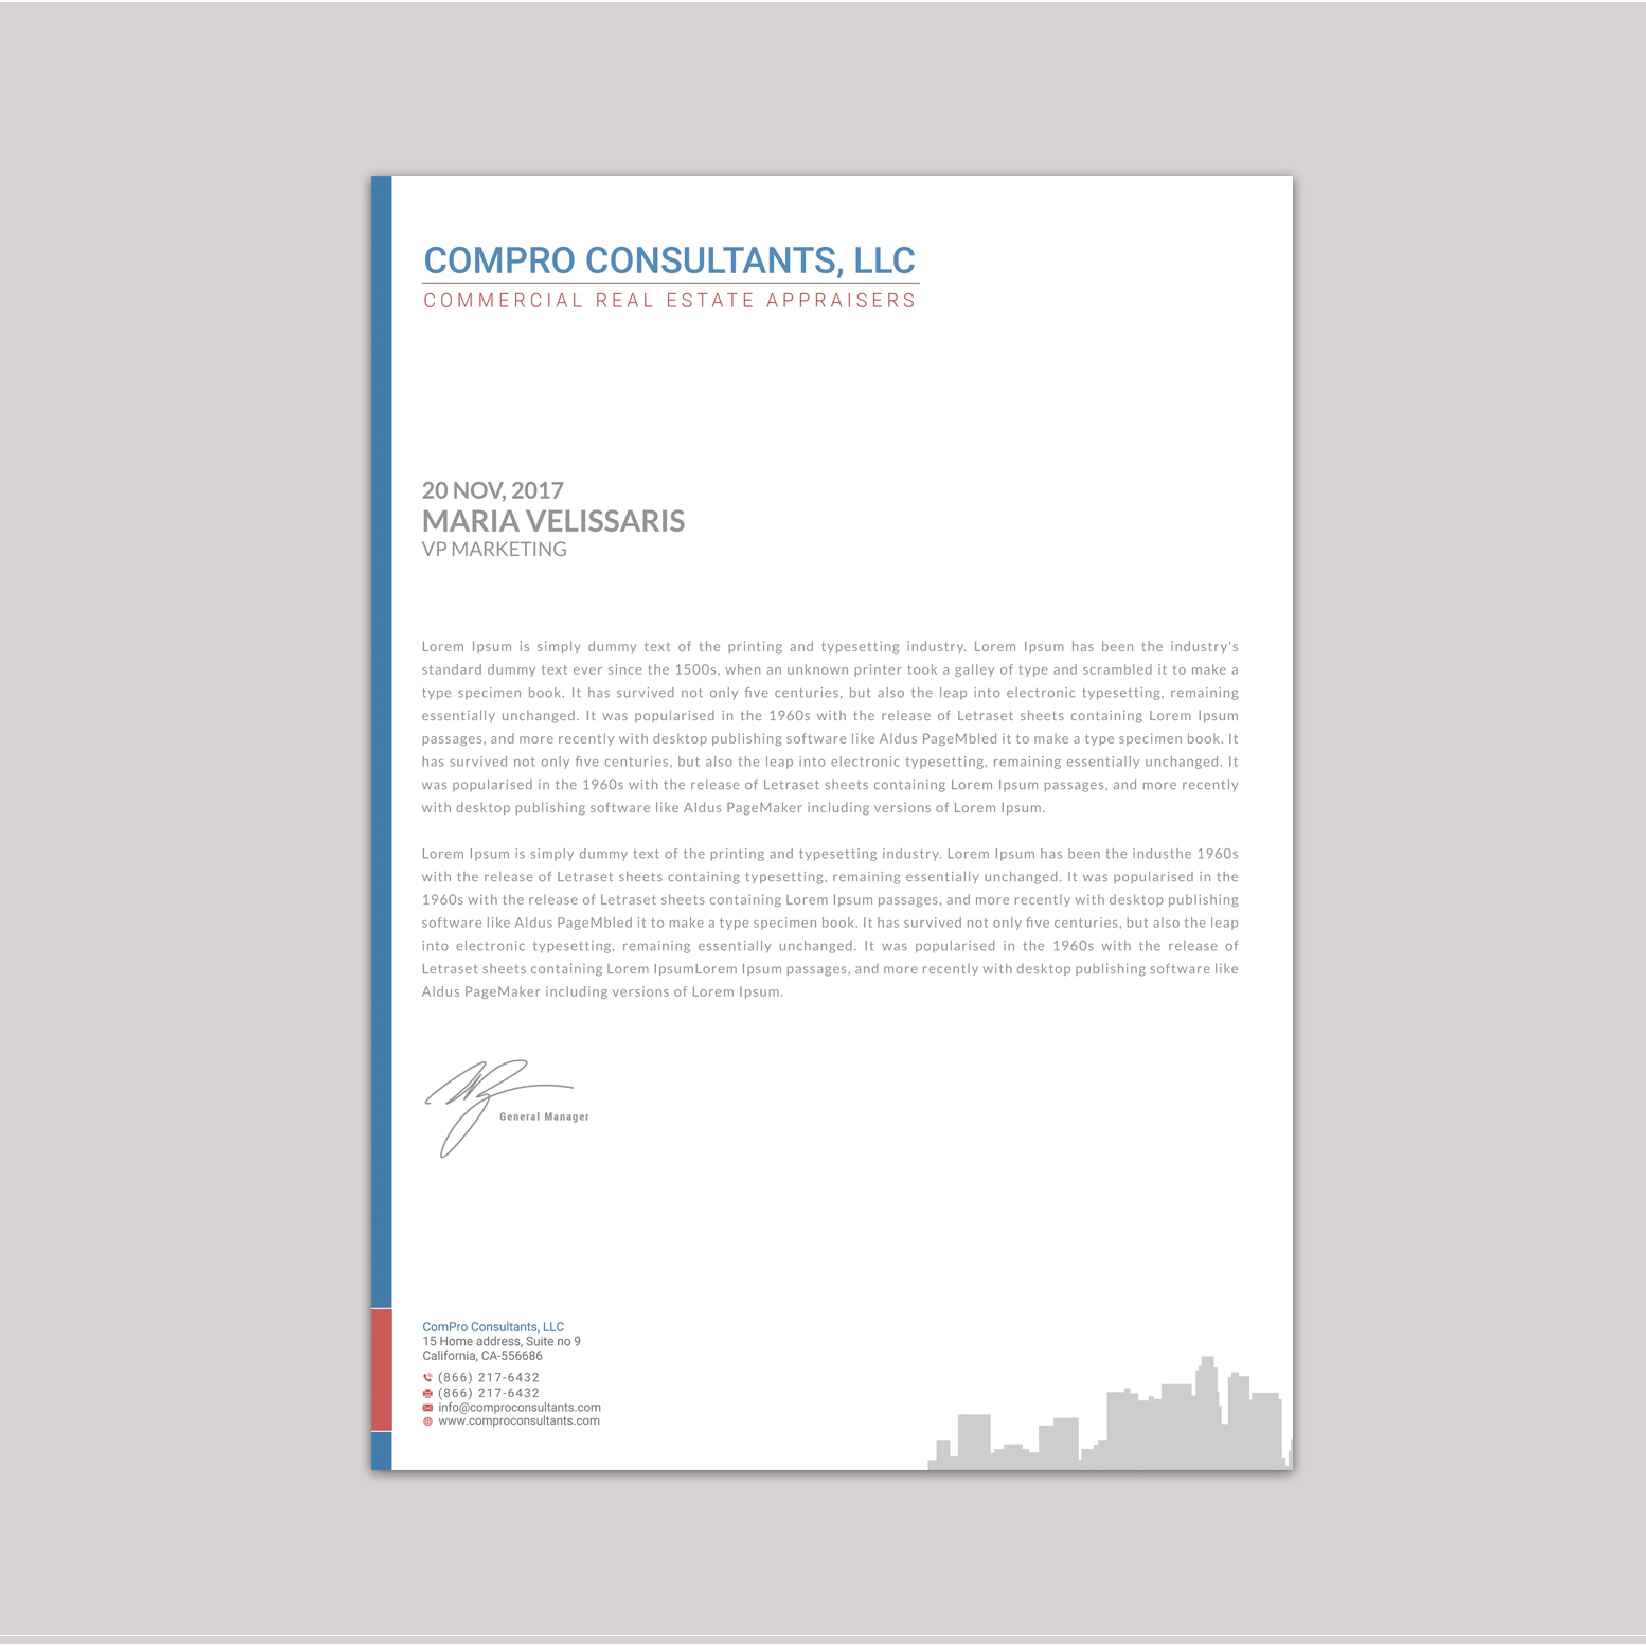 COMPRO CONSULTANTS, LLC
COMMERCIAL REAL ESTATE APPRAISERS
20 NOV, 2017
MARIA VELISSARIS
VP MARKETING
Lorem Ipsum is simply dummy text of the printing and typesetting industry. Lorem Ipsum has been the industry's
standard dummy text ever since the 1500s, when an unknown printer took a galley of type and scrambled it to make a
type specimen book. It has survived not only five centuries, but also the leap into electronic typesetting, remaining
essentially unchanged. It was popularised in the 1960s with the release of Letraset sheets containing Lorem Ipsum
passages, and more recently with desktop publishing software like Aldus PageMbled it to make a type specimen book. It
has survived not only five centuries, but also the leap into electronic typesetting, remaining essentially unchanged. It
was popularised in the 1960s with the release of Letraset sheets containing Lorem Ipsum passages, and more recently
with desktop publishing software like Aldus PageMaker including versions of Lorem Ipsum.
Lorem Ipsum is simply dummy text of the printing and typesetting industry. Lorem Ipsum has been the industhe 1960s
with the release of Letraset sheets containing typesetting, remaining essentially unchanged. It was popularised in the
1960s with the release of Letraset sheets containing Lorem Ipsum passages, and more recently with desktop publishing
software like Aldus PageMbled it to make a type specimen book. It has survived not only five centuries, but also the leap
into electronic typesetting, remaining essentially unchanged. It was popularised in the 1960s with the release of
Letraset sheets containing Lorem IpsumLorem Ipsum passages, and more recently with desktop publishing software like
Aldus PageMaker including versions of Lorem Ipsum.
General Manager
ComPro Consultants, LLC
15 Home address, Suite no 9
California, CA-556686
(866) 217-6432
(866) 217-6432
info@comproconsultants.com
www.comproconsultants.com